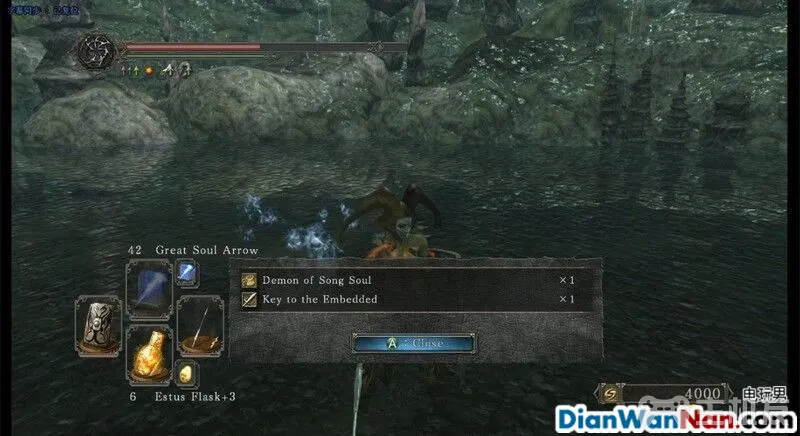 42 Great Soul Arrow
Demon of Song Soul ×1
Key to the Embedded ×1
A : Close
6 Estus Flask+3
4000
电玩男
DianWanNan.com